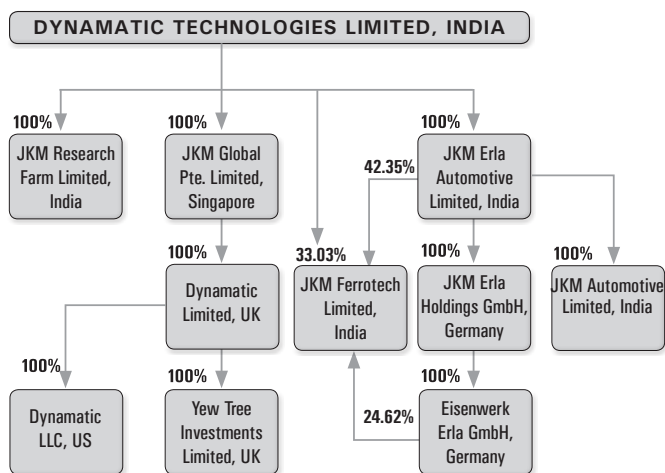 DYNAMATIC TECHNOLOGIES LIMITED, INDIA
100%
100%
100%
JKM Research
Farm Limited,
India
JKM Global
Pte. Limited,
Singapore
42.35%
JKM Erla
Automotive
Limited, India
100%
33.03%
100%
100%
Dynamatic
Limited, UK
JKM Ferrotech
Limited,
India
JKM Erla
Holdings GmbH,
Germany
JKM Automotive
Limited, India
100%
100%
100%
Dynamatic
LLC, US
Yew Tree
Investments
Limited, UK
24.62%
Eisenwerk
Erla GmbH,
Germany